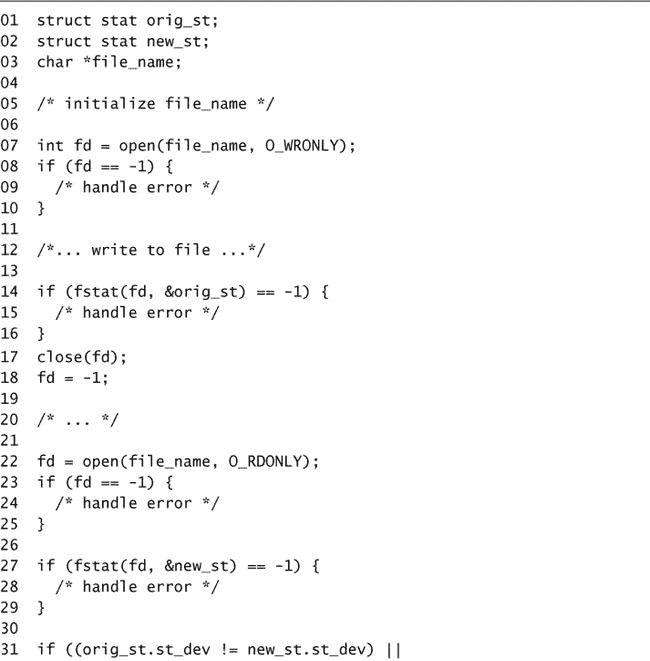 01 struct stat orig_st;
02 struct stat new_st;
03 char *file_name;
04
05 /* initialize file_name */
06
07 int fd = open(file_name, O_WRONLY);
08 if (fd == -1) {
09   /* handle error */
10 }
11
12 /*... write to file ...*/
13
14 if (fstat(fd, &orig_st) == -1) {
15   /* handle error */
16 }
17 close(fd);
18 fd = -1;
19
20 /* ... */
21
22 fd = open(file_name, O_RDONLY);
23 if (fd == -1) {
24   /* handle error */
25 }
26
27 if (fstat(fd, &new_st) == -1) {
28   /* handle error */
29 }
30
31 if ((orig_st.st_dev != new_st.st_dev) ||